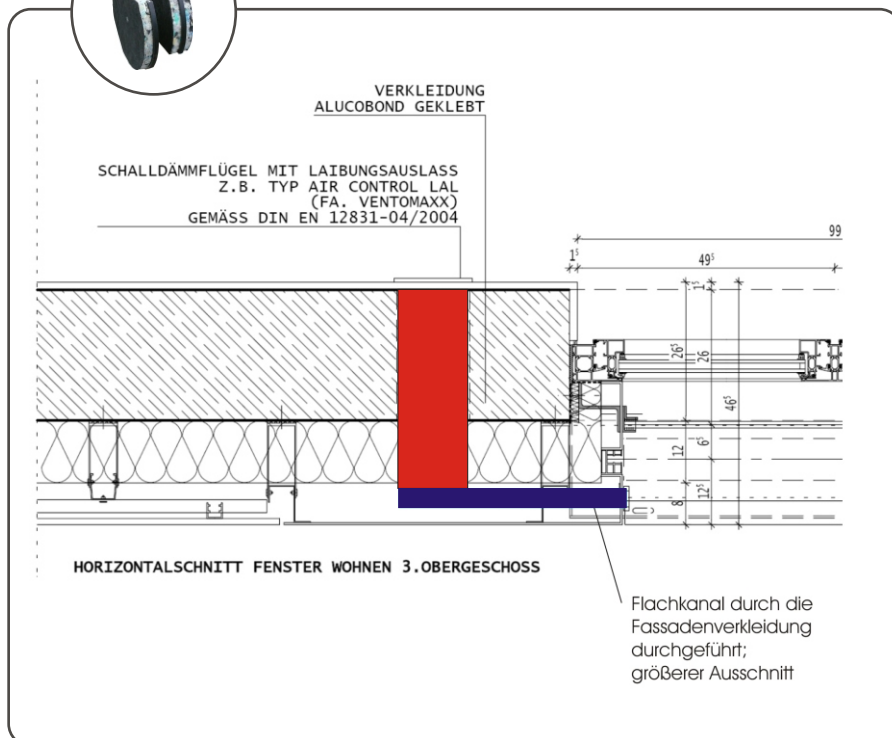 VERKLEIDUNG
ALUCOBOND GEKLEBT
SCHALLDÄMMFLÜGEL MIT LAIBUNGSAUSLASS
Z.B. TYP AIR CONTROL LAL
(FA. VENTOMAXX)
GEMÄSS DIN EN 12831-04/2004
99
1⁵
49⁵
1⁵
26⁵
26
46⁵
12
6⁵
8
12⁵
HORIZONTALSCHNITT FENSTER WOHNEN 3.OBERGESCHOSS
Flachkanal durch die
Fassadenverkleidung
durchgeführt;
größerer Ausschnitt